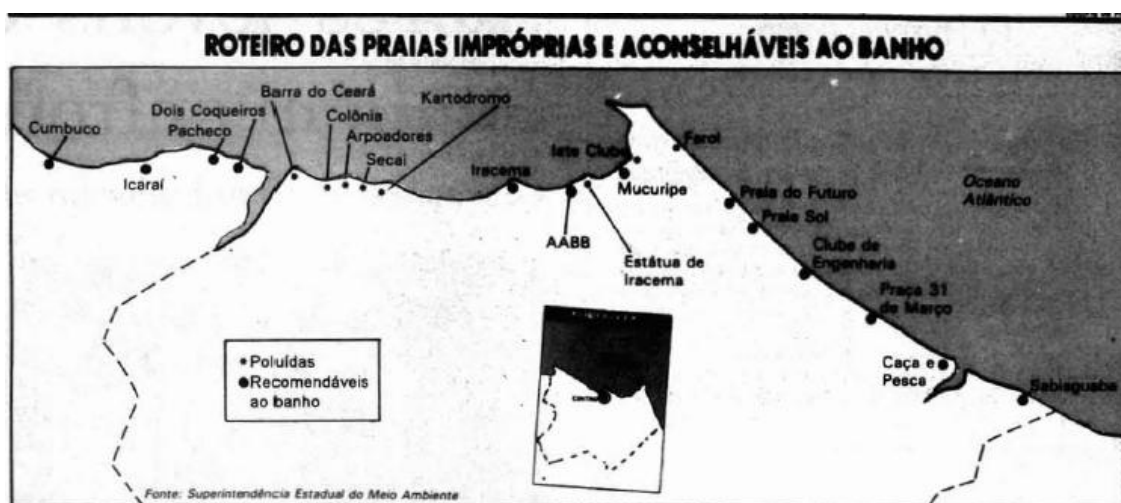 ROTEIRO DAS PRAIAS IMPRÓPRIAS E ACONSELHÁVEIS AO BANHO
Cumbuco
Dois Coqueiros
Pacheco
Icaraí
Barra do Ceará
Colônia
Arpoadores
Secai
Kartodromo
Iracema
AABB
Iate Clube
Mucuripe
Estátua de
Iracema
Farol
Praia do Futuro
Praia Sol
Clube de
Engenharia
Praça 31
de Março
Caça e
Pesca
Sabiaguaba
Oceano
Atlântico
Poluídas
Recomendáveis
ao banho
Fonte: Superintendência Estadual do Meio Ambiente